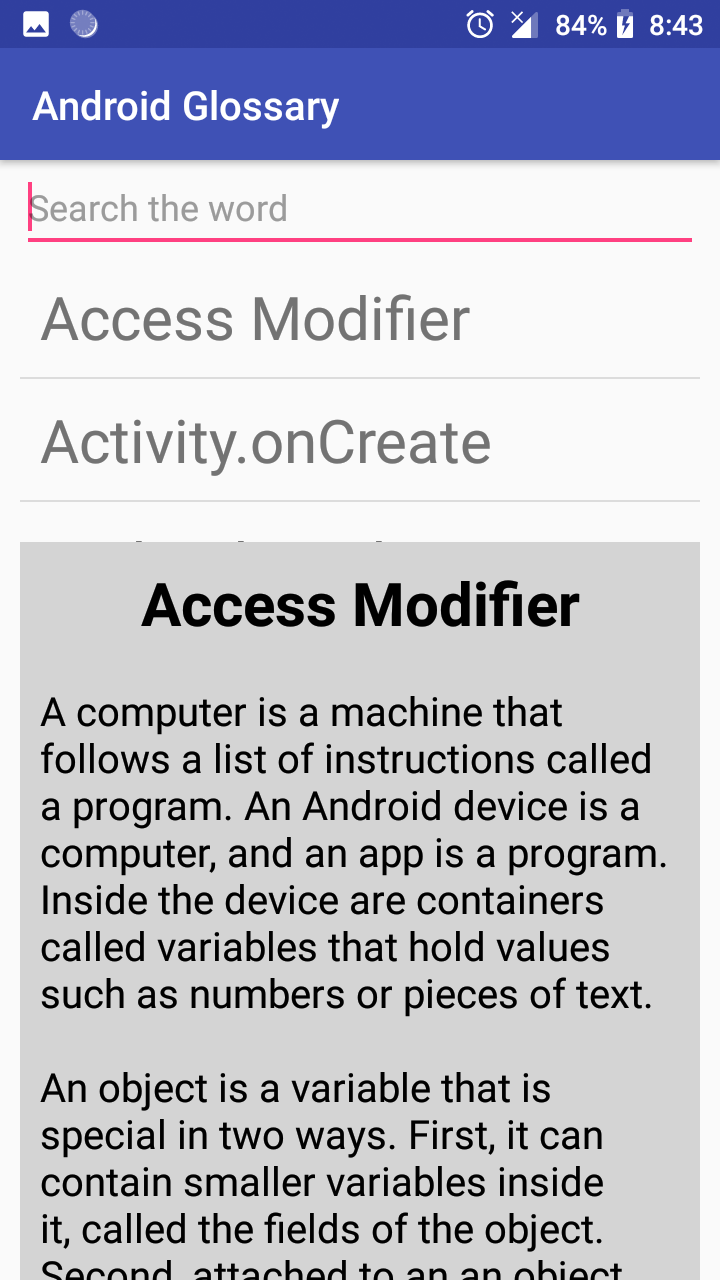 84% 8:43
Android Glossary
Search the word
Access Modifier
Activity.onCreate
Access Modifier
A computer is a machine that
follows a list of instructions called
a program. An Android device is a
computer, and an app is a program.
Inside the device are containers
called variables that hold values
such as numbers or pieces of text.
An object is a variable that is
special in two ways. First, it can
contain smaller variables inside
it, called the fields of the object.
Second, attached to an an object